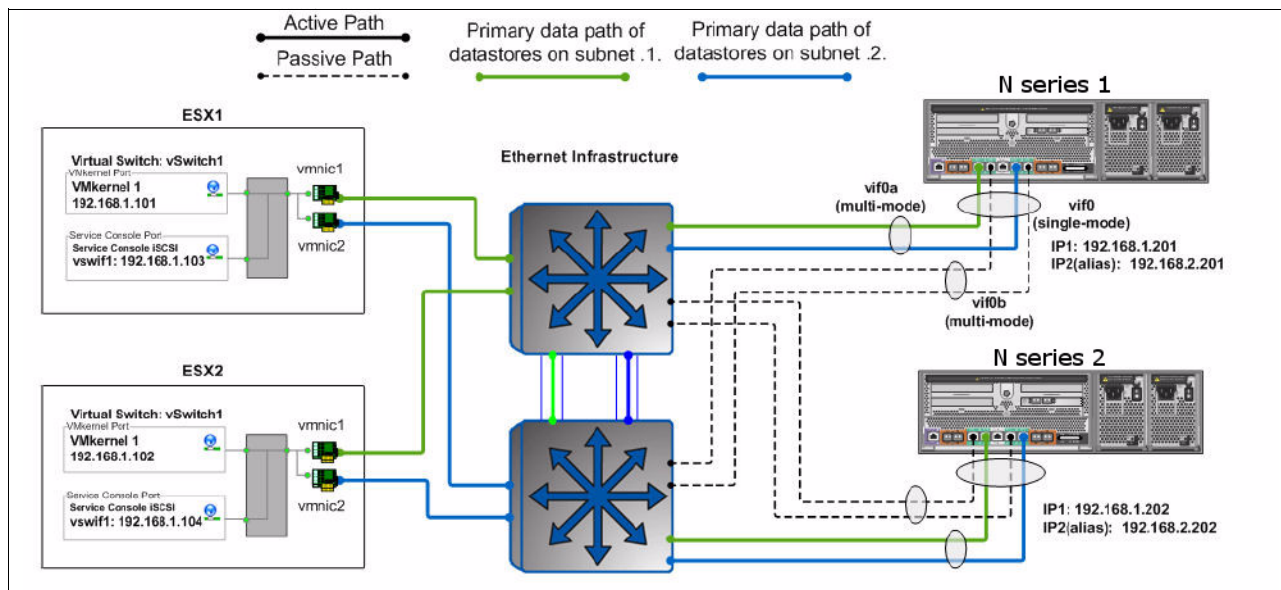 Active Path
Passive Path
Primary data path of
datastores on subnet .1.
Primary data path of
datastores on subnet .2.
N series 1
ESX1
Virtual Switch: vSwitch1
VMkernel Port
VMkernel 1
192.168.1.101
Service Console Port
Service Console iSCSI
vswif1: 192.168.1.103
vmnic1
vmnic2
Ethernet Infrastructure
vif0a
(multi-mode)
vif0
(single-mode)
IP1: 192.168.1.201
IP2(alias): 192.168.2.201
vif0b
(multi-mode)
N series 2
ESX2
Virtual Switch: vSwitch1
VMkernel Port
VMkernel 1
192.168.1.102
Service Console Port
Service Console iSCSI
vswif1: 192.168.1.104
vmnic1
vmnic2
IP1: 192.168.1.202
IP2(alias): 192.168.2.202